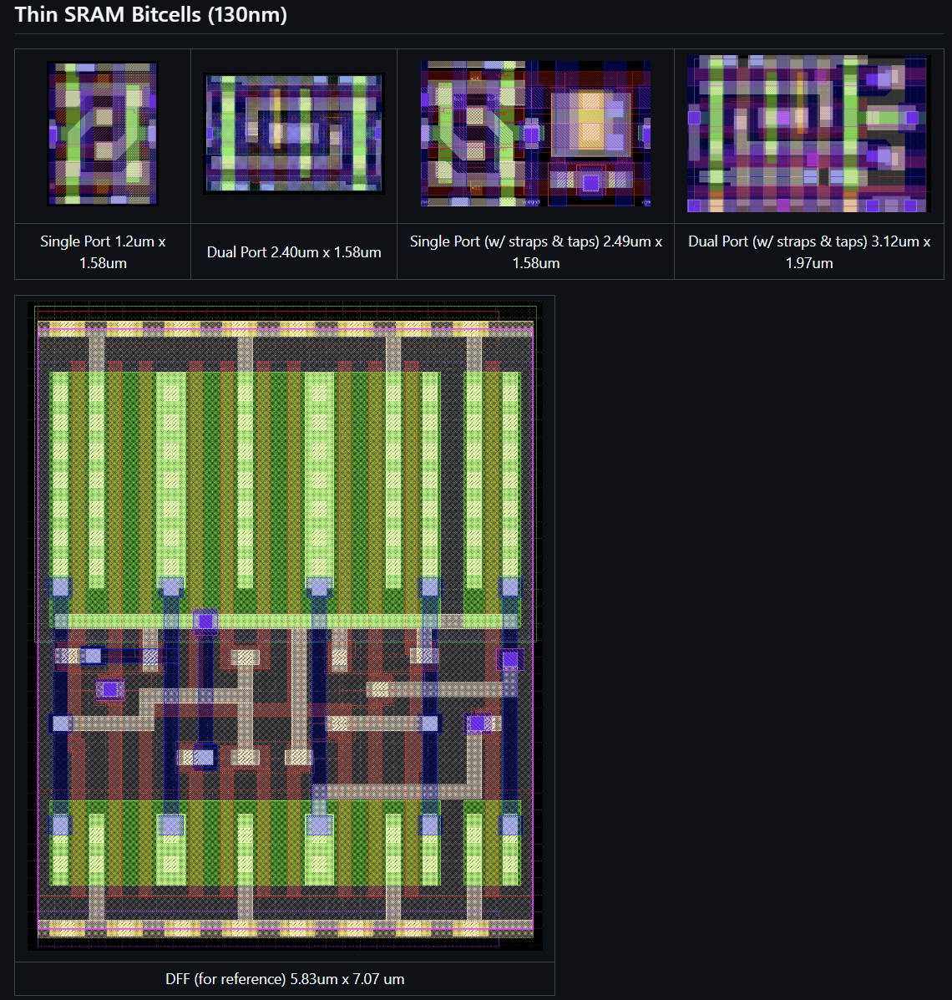 Thin SRAM Bitcells (130nm)
Single Port 1.2um x
1.58um
Dual Port 2.40um x 1.58um
Single Port (w/ straps & taps) 2.49um x
1.58um
Dual Port (w/ straps & taps) 3.12um x
1.97um
DFF (for reference) 5.83um x 7.07 um